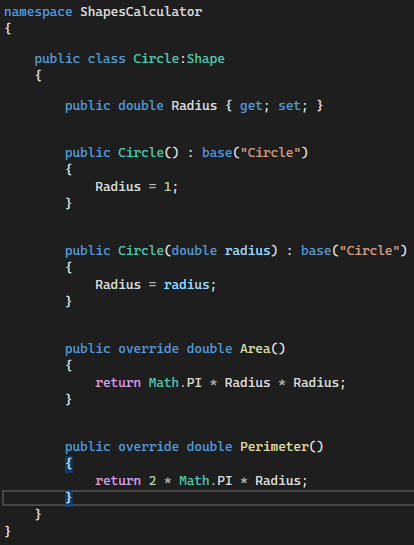 namespace ShapesCalculator
{
public class Circle:Shape
{
public double Radius { get; set; }
public Circle() : base("Circle")
{
Radius = 1;
}
public Circle(double radius) : base("Circle")
{
Radius = radius;
}
public override double Area()
{
return Math.PI * Radius * Radius;
}
public override double Perimeter()
{
return 2 * Math.PI * Radius;
}
}
}